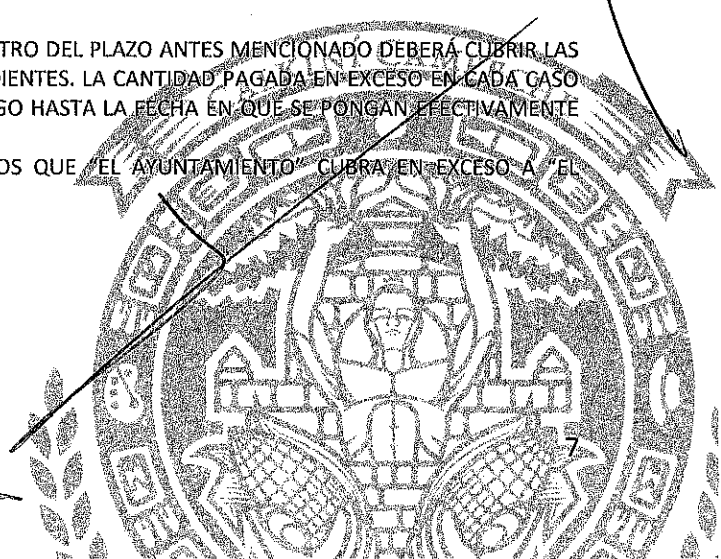 TRO DEL PLAZO ANTES MENCIONADO DEBERÁ CUBRIR LAS
DIENTES. LA CANTIDAD PAGADA EN EXCESO EN CADA CASO
GO HASTA LA FECHA EN QUE SE PONGAN EFECTIVAMENTE
OS QUE "EL AYUNTAMIENTO" CUBRA EN EXCESO A "EL
7